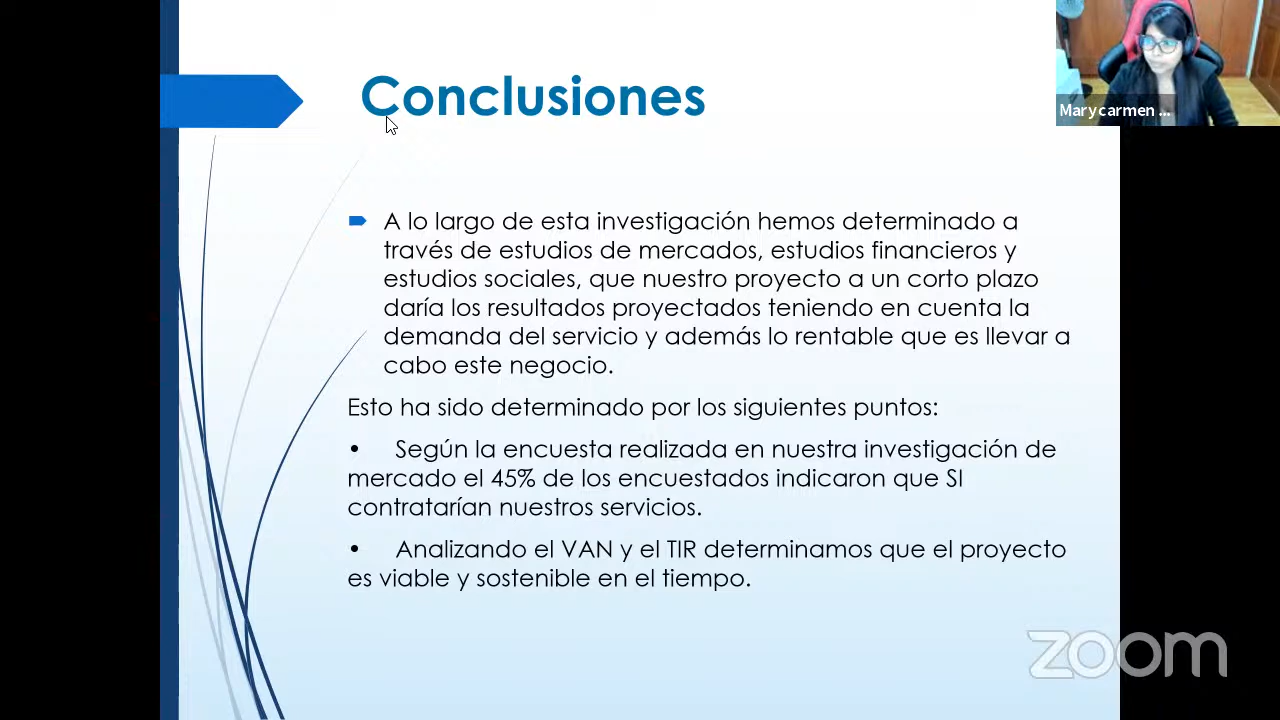 Conclusiones
Marycarmen ...
A lo largo de esta investigación hemos determinado a
través de estudios de mercados, estudios financieros y
estudios sociales, que nuestro proyecto a un corto plazo
daría los resultados proyectados teniendo en cuenta la
demanda del servicio y además lo rentable que es llevar a
cabo este negocio.
Esto ha sido determinado por los siguientes puntos:
• Según la encuesta realizada en nuestra investigación de
mercado el 45% de los encuestados indicaron que SI
contratarían nuestros servicios.
• Analizando el VAN y el TIR determinamos que el proyecto
es viable y sostenible en el tiempo.
zoom